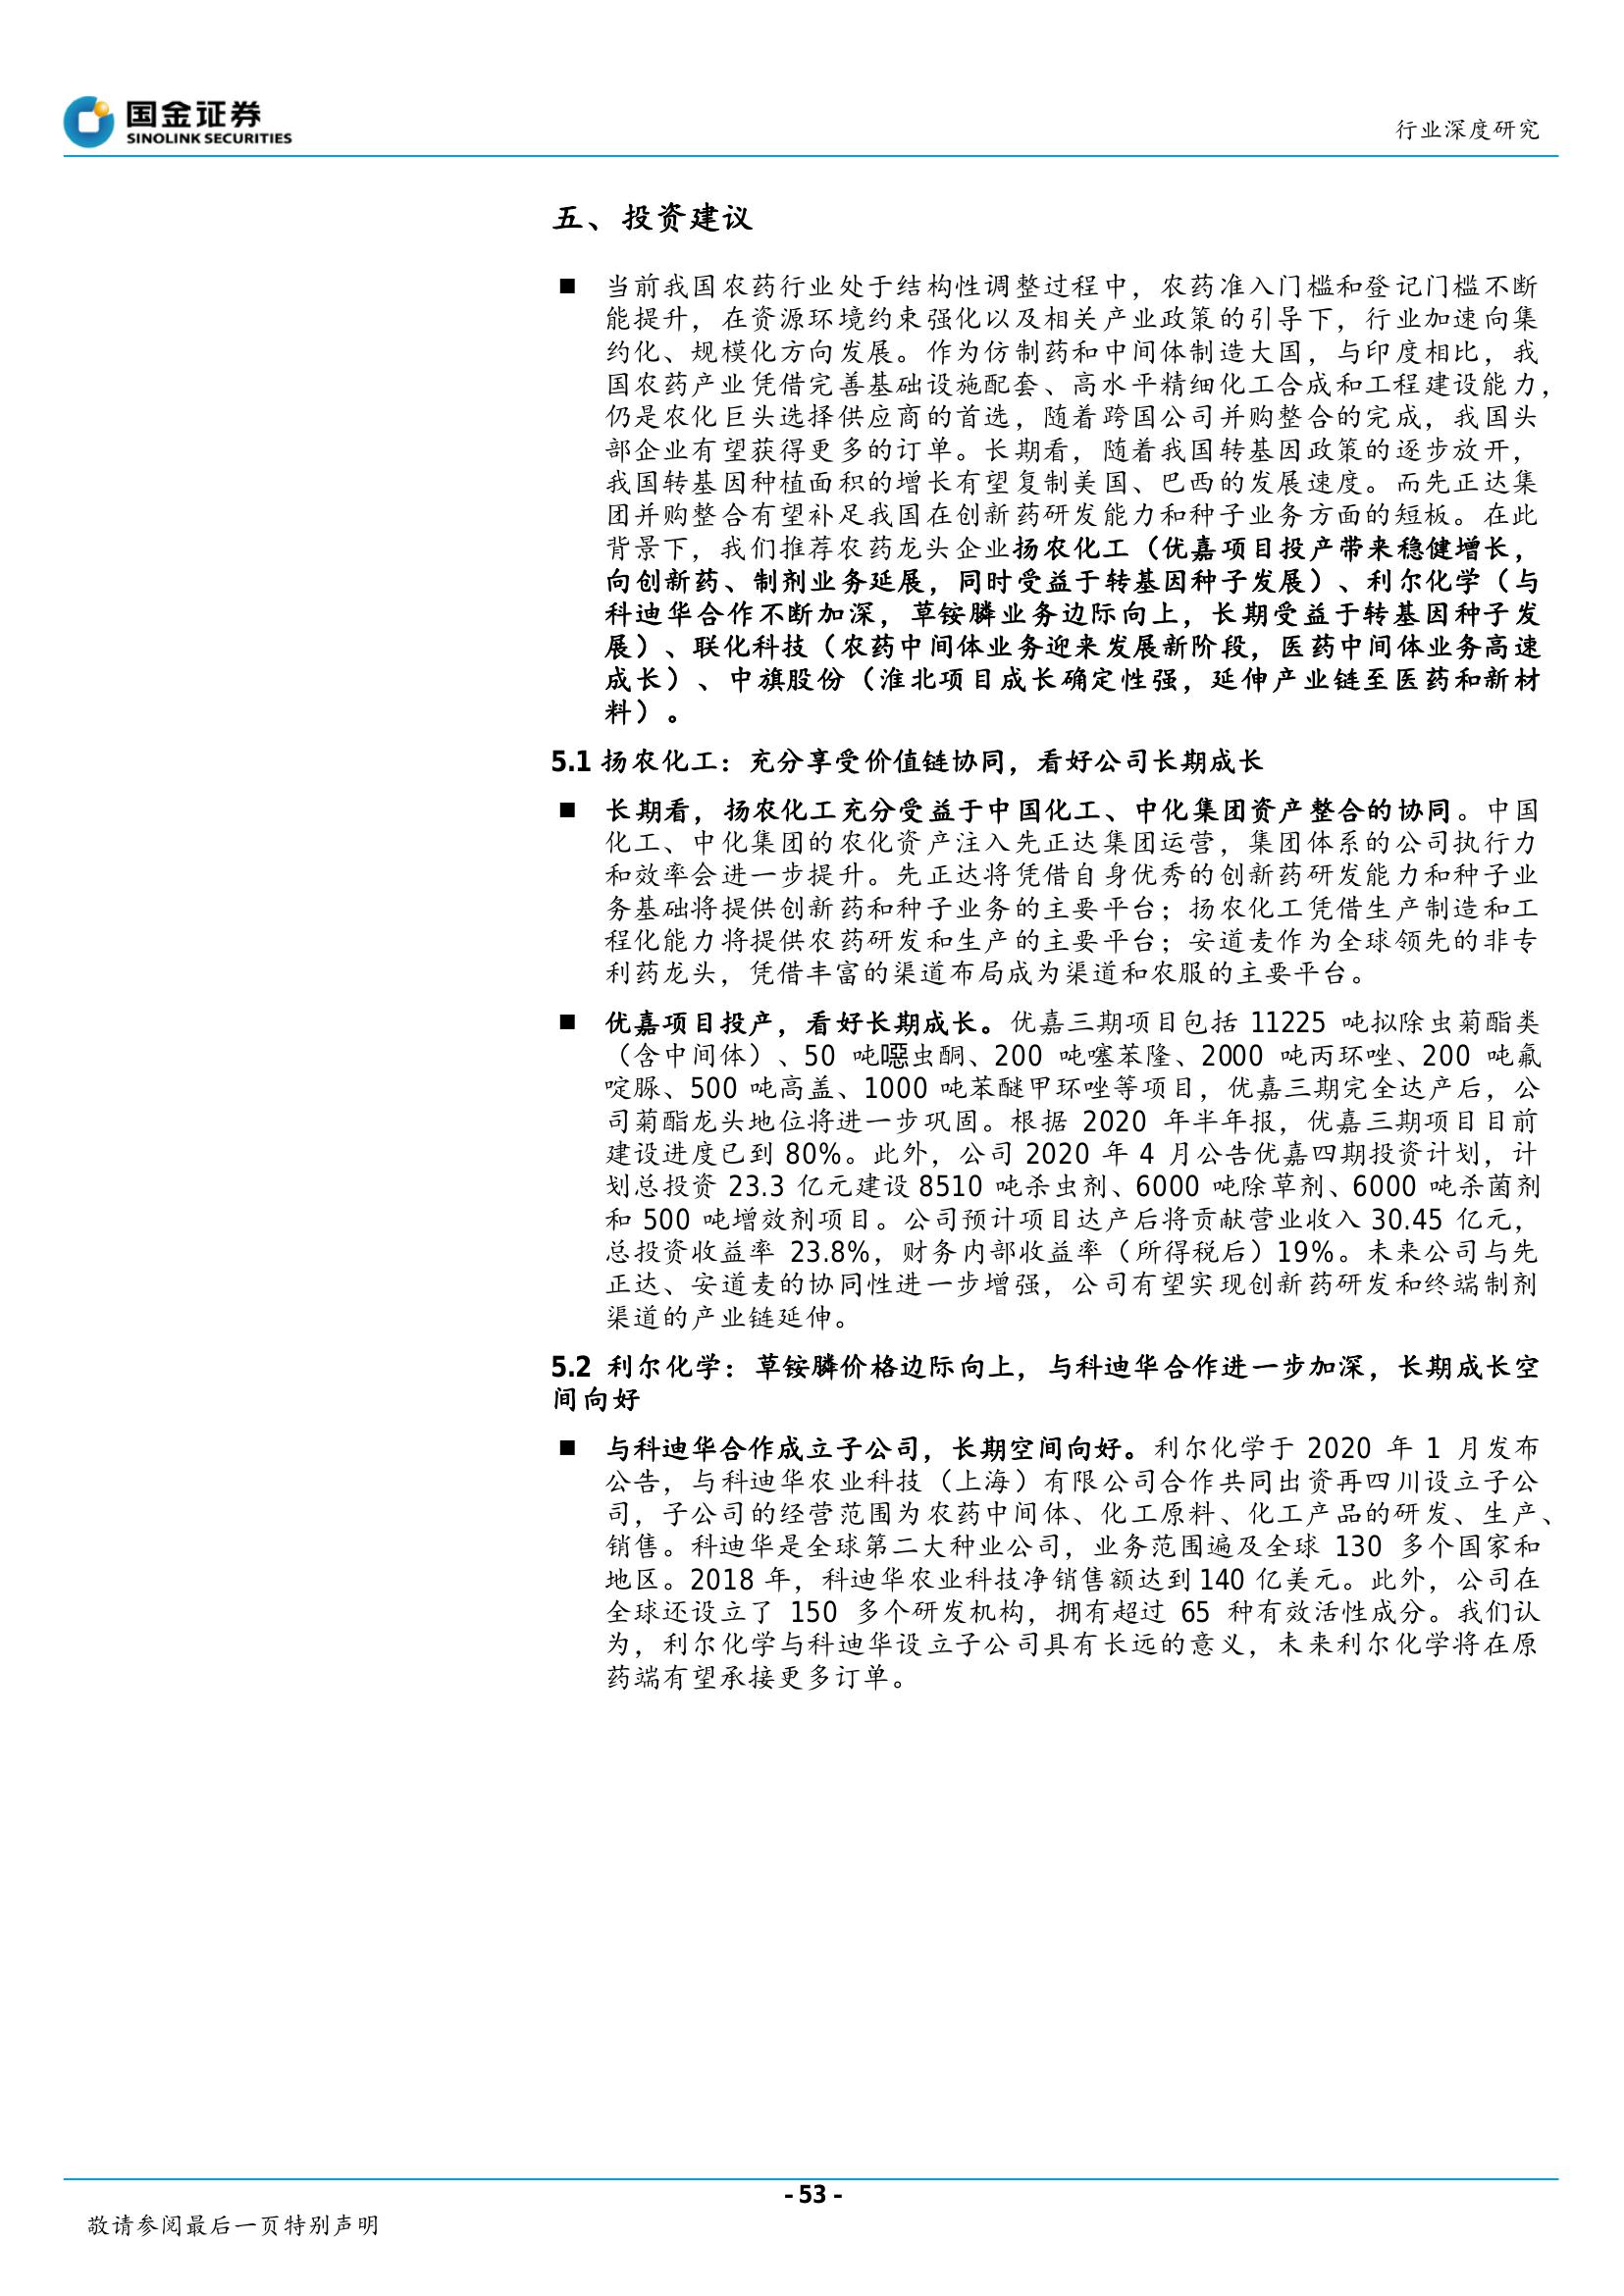 国金证券
SINOLINK SECURITIES
行业深度研究
五、投资建议
■ 当前我国农药行业处于结构性调整过程中，农药准入门槛和登记门槛不断
能提升，在资源环境约束强化以及相关产业政策的引导下，行业加速向集
约化、规模化方向发展。作为仿制药和中间体制造大国，与印度相比，我
国农药产业凭借完善基础设施配套、高水平精细化工合成和工程建设能力，
仍是农化巨头选择供应商的首选，随着跨国公司并购整合的完成，我国头
部企业有望获得更多的订单。长期看，随着我国转基因政策的逐步放开，
我国转基因种植面积的增长有望复制美国、巴西的发展速度。而先正达集
团并购整合有望补足我国在创新药研发能力和种子业务方面的短板。在此
背景下，我们推荐农药龙头企业扬农化工（优嘉项目投产带来稳健增长，
向创新药、制剂业务延展，同时受益于转基因种子发展）、利尔化学（与
科迪华合作不断加深，草铵膦业务边际向上，长期受益于转基因种子发
展）、联化科技（农药中间体业务迎来发展新阶段，医药中间体业务高速
成长）、中旗股份（淮北项目成长确定性强，延伸产业链至医药和新材
料）。
5.1 扬农化工：充分享受价值链协同，看好公司长期成长
■ 长期看，扬农化工充分受益于中国化工、中化集团资产整合的协同。中国
化工、中化集团的农化资产注入先正达集团运营，集团体系的公司执行力
和效率会进一步提升。先正达将凭借自身优秀的创新药研发能力和种子业
务基础将提供创新药和种子业务的主要平台；扬农化工凭借生产制造和工
程化能力将提供农药研发和生产的主要平台；安道麦作为全球领先的非专
利药龙头，凭借丰富的渠道布局成为渠道和农服的主要平台。
■ 优嘉项目投产，看好长期成长。优嘉三期项目包括 11225 吨拟除虫菊酯类
（含中间体）、50 吨噁虫酮、200 吨噻苯隆、2000 吨丙环唑、200 吨氟
啶脲、500 吨高盖、1000 吨苯醚甲环唑等项目，优嘉三期完全达产后，公
司菊酯龙头地位将进一步巩固。根据 2020 年半年报，优嘉三期项目目前
建设进度已到 80%。此外，公司 2020 年 4 月公告优嘉四期投资计划，计
划总投资 23.3 亿元建设 8510 吨杀虫剂、6000 吨除草剂、6000 吨杀菌剂
和 500 吨增效剂项目。公司预计项目达产后将贡献营业收入 30.45 亿元，
总投资收益率 23.8%，财务内部收益率（所得税后）19%。未来公司与先
正达、安道麦的协同性进一步增强，公司有望实现创新药研发和终端制剂
渠道的产业链延伸。
5.2 利尔化学：草铵膦价格边际向上，与科迪华合作进一步加深，长期成长空
间向好
■ 与科迪华合作成立子公司，长期空间向好。利尔化学于 2020 年 1 月发布
公告，与科迪华农业科技（上海）有限公司合作共同出资再四川设立子公
司，子公司的经营范围为农药中间体、化工原料、化工产品的研发、生产、
销售。科迪华是全球第二大种业公司，业务范围遍及全球 130 多个国家和
地区。2018 年，科迪华农业科技净销售额达到 140 亿美元。此外，公司在
全球还设立了 150 多个研发机构，拥有超过 65 种有效活性成分。我们认
为，利尔化学与科迪华设立子公司具有长远的意义，未来利尔化学将在原
药端有望承接更多订单。
- 53 -
敬请参阅最后一页特别声明